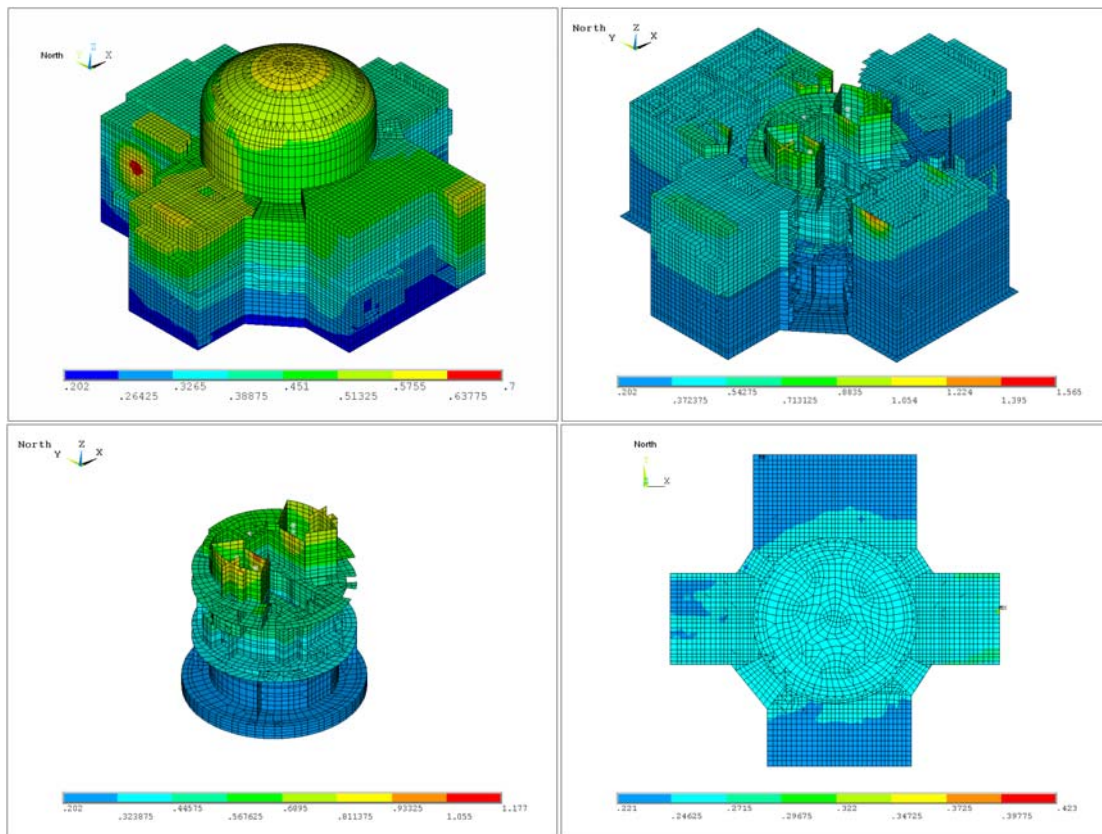 North Z
Y X
.202 .3265 .451 .5755 .7
.26425 .38875 .51325 .63775
North Z
Y X
.202 .54275 .8835 1.224 1.565
.372375 .713125 1.054 1.395
North Z
Y X
.202 .44575 .6895 .93325 1.177
.323875 .567625 .811375 1.055
North
X
.221 .2715 .322 .3725 .423
.24625 .29675 .34725 .39775